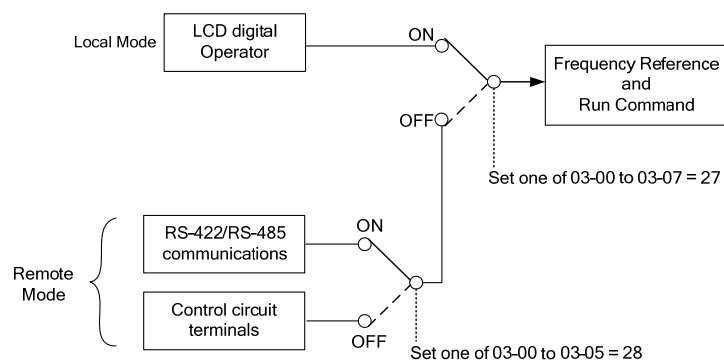 Local Mode
LCD digital
Operator
ON
Frequency Reference
and
Run Command
OFF
Set one of 03-00 to 03-07 = 27
Remote
Mode
RS-422/RS-485
communications
ON
Control circuit
terminals
OFF
Set one of 03-00 to 03-05 = 28